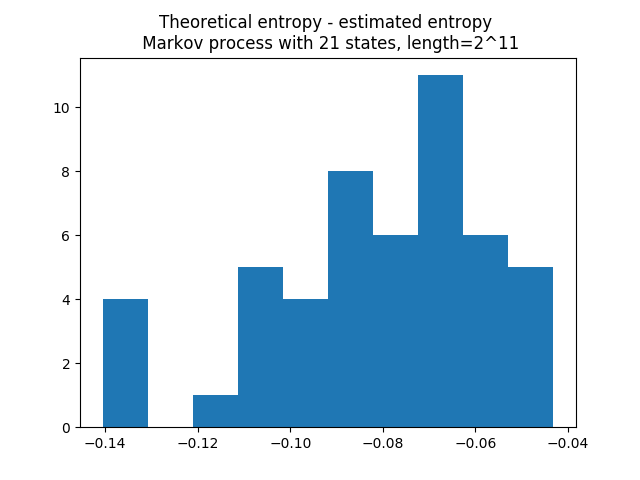 Theoretical entropy - estimated entropy
Markov process with 21 states, length=2^11
10
8
6
4
2
0
−0.14 −0.12 −0.10 −0.08 −0.06 −0.04